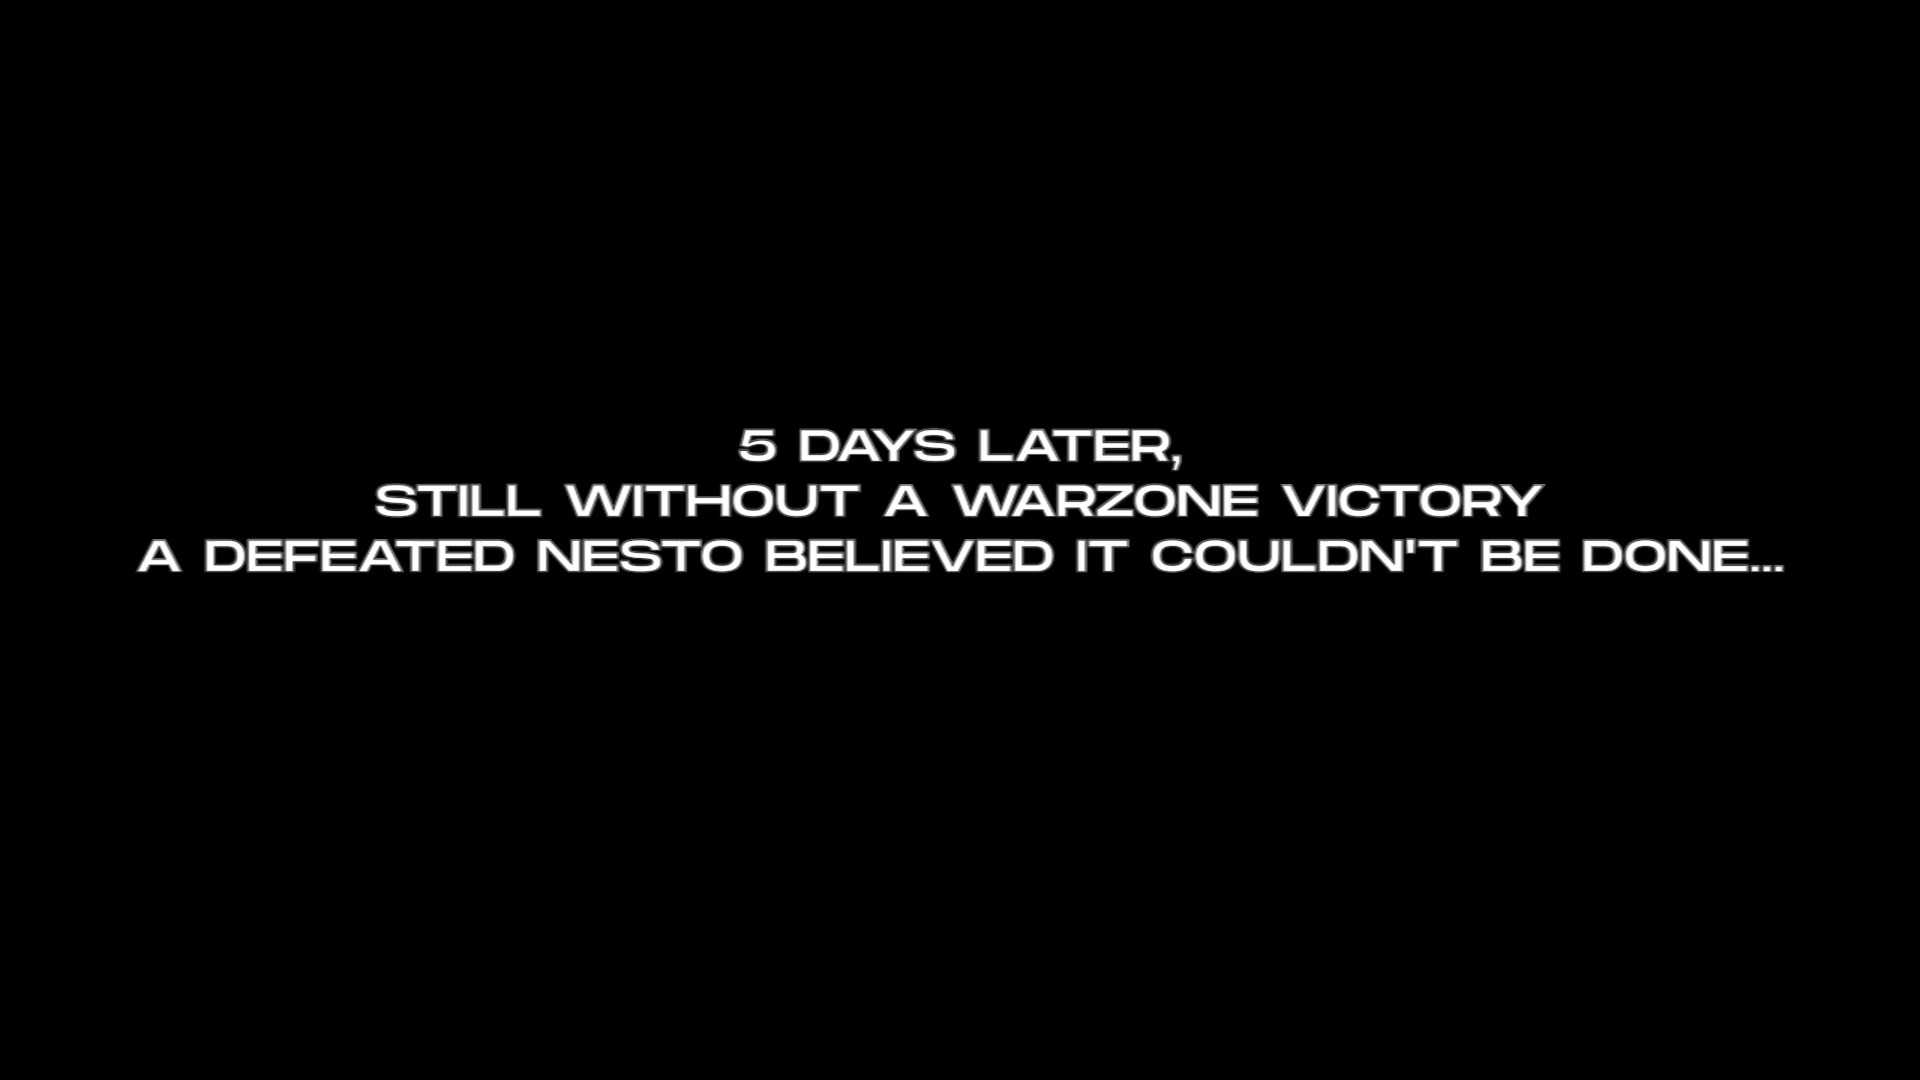 5 DAYS LATER,
STILL WITHOUT A WARZONE VICTORY
A DEFEATED NESTO BELIEVED IT COULDN'T BE DONE...